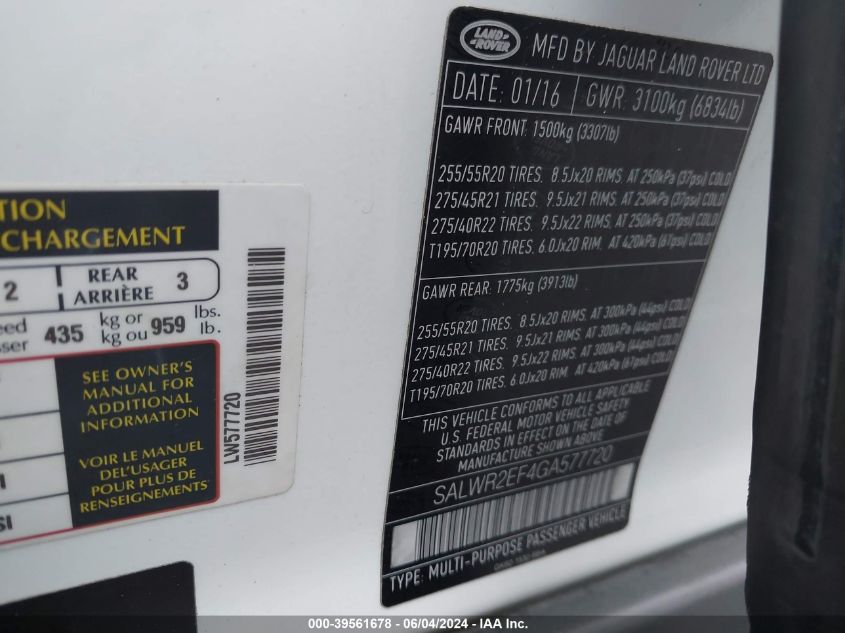 TION
CHARGEMENT
2 REAR ARRIÈRE 3
435 kg or kg ou 959 lbs. lb.
SEE OWNER'S
MANUAL FOR
ADDITIONAL
INFORMATION
VOIR LE MANUEL
DEL'USAGER
POUR PLUS DE
RENSEIGNEMENTS
LW577720
LAND
ROVER
MFD BY JAGUAR LAND ROVER LTD
DATE: 01/16 GWR: 3100kg (6834lb)
GAWR FRONT: 1500kg (3307lb)
255/55R20 TIRES. 8.5Jx20 RIMS. AT 250kPa (37psi) COLD
275/45R21 TIRES. 9.5Jx21 RIMS. AT 250kPa (37psi) COLD
275/40R22 TIRES. 9.5Jx22 RIMS. AT 250kPa (37psi) COLD
T195/70R20 TIRES. 6.0Jx20 RIM. AT 420kPa (61psi) COLD
GAWR REAR: 1775kg (3913lb)
255/55R20 TIRES. 8.5Jx20 RIMS. AT 300kPa (44psi) COLD
275/45R21 TIRES. 9.5Jx21 RIMS. AT 300kPa (44psi) COLD
275/40R22 TIRES. 9.5Jx22 RIMS. AT 300kPa (44psi) COLD
T195/70R20 TIRES. 6.0Jx20 RIM. AT 420kPa (61psi) COLD
THIS VEHICLE CONFORMS TO ALL APPLICABLE
U.S. FEDERAL MOTOR VEHICLE SAFETY
STANDARDS IN EFFECT ON THE DATE OF
MANUFACTURE SHOWN ABOVE
SALWR2EF4GA577720
TYPE: MULTI-PURPOSE PASSENGER VEHICLE
000-39561678 - 06/04/2024 - IAA Inc.